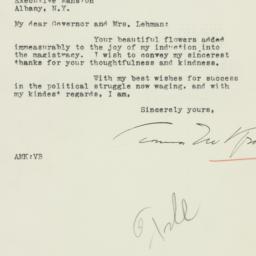 Executive Mansion
Albany, N.Y.
My dear Governor and Mrs. Lehman:
Your beautiful flowers added
immeasurably to the joy of my induction into
the magistracy. I wish to convey my sincerest
thanks for your thoughtfulness and kindness.
With my best wishes for success
in the political struggle now waging, and with
my kindest regards, I am,
Sincerely yours,
AMK:VB